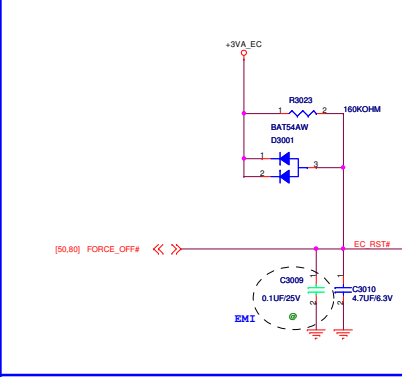 +3VA_EC
R3023
1 2 160KOHM
BAT54AW
D3001
1
3
2
[50,80] FORCE_OFF# EC_RST#
1 1
C3009 C3010
0.1UF/25V 4.7UF/6.3V
2 2
EMI @